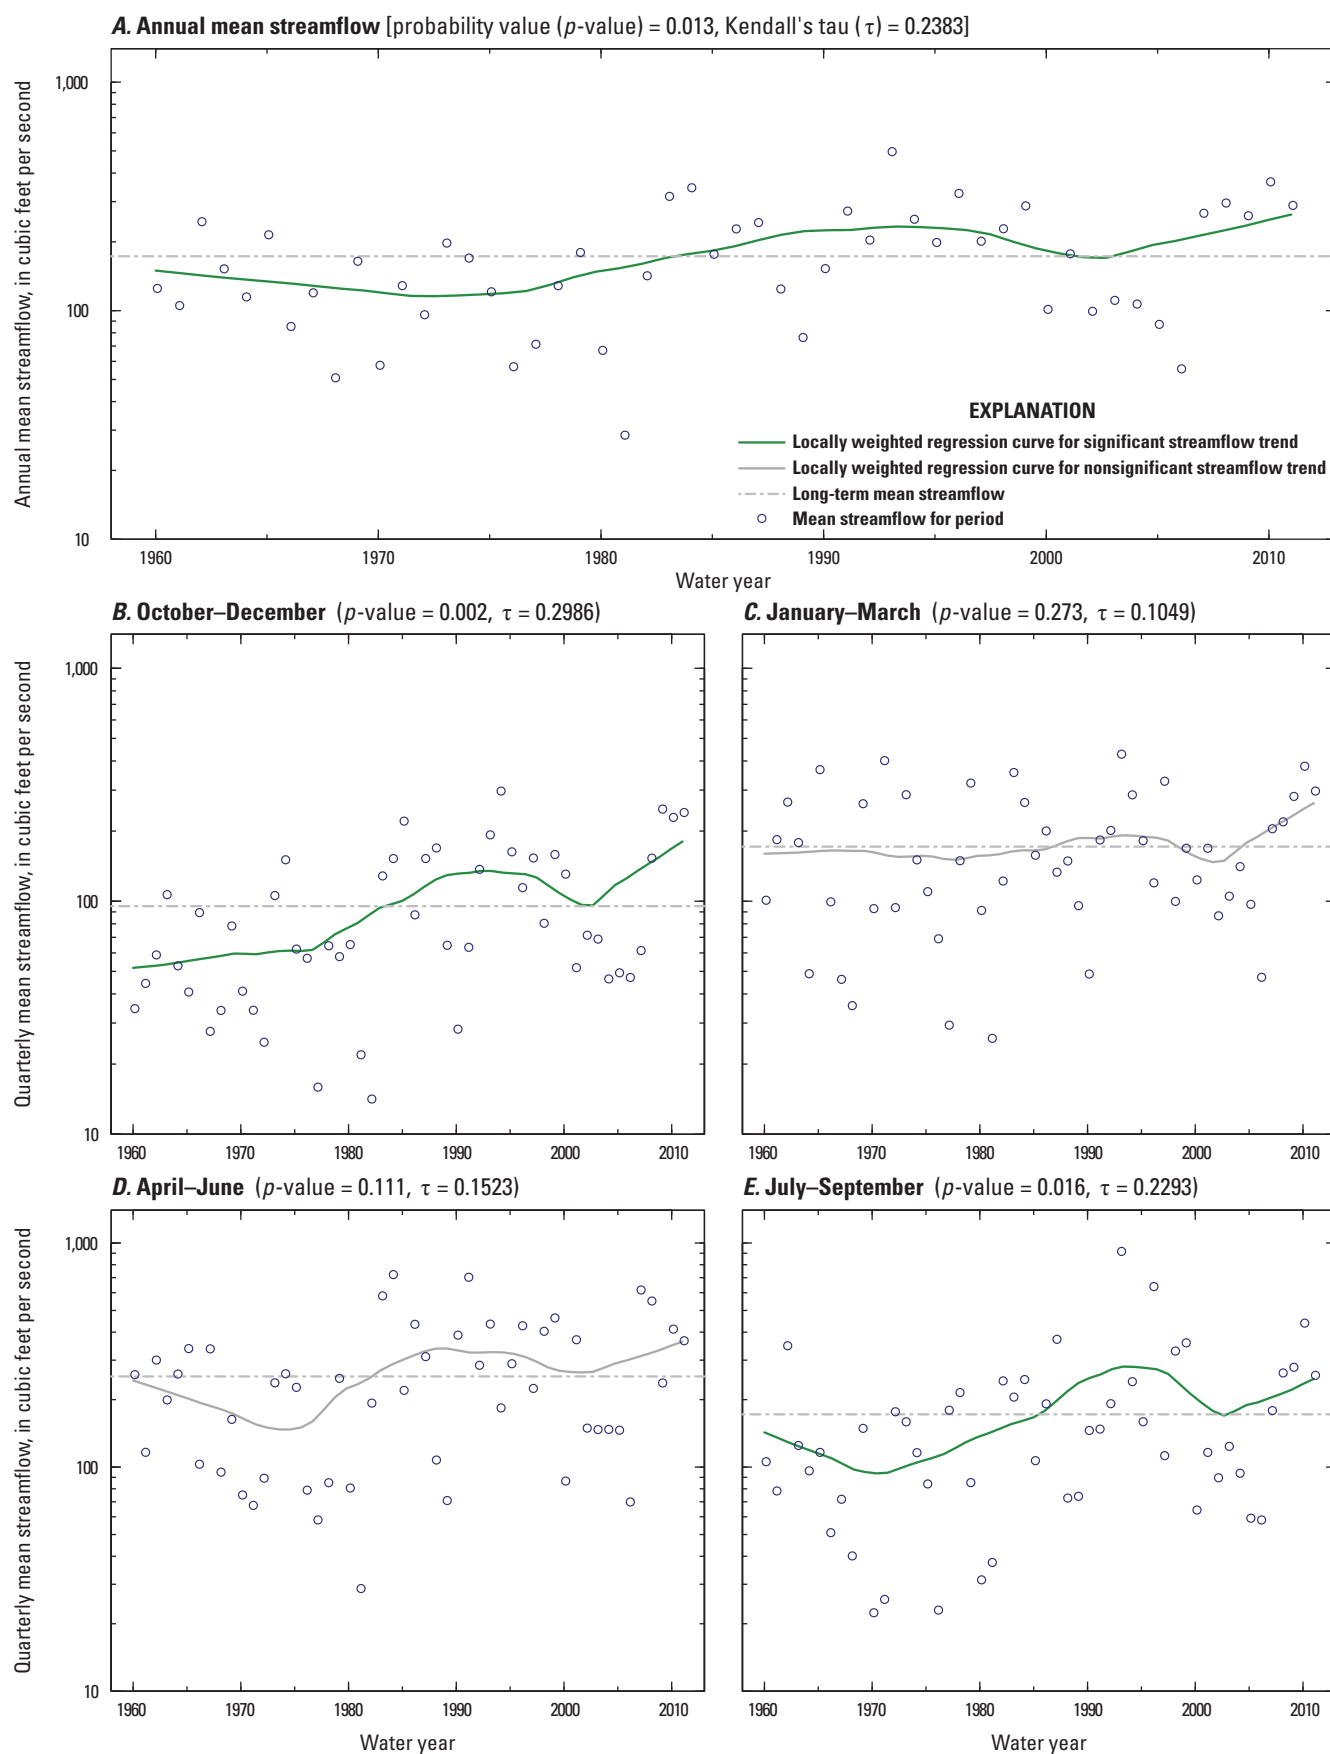 A. Annual mean streamflow [probability value (p-value) = 0.013, Kendall's tau (τ) = 0.2383]
Annual mean streamflow, in cubic feet per second
1,000
100
10
EXPLANATION
Locally weighted regression curve for significant streamflow trend
Locally weighted regression curve for nonsignificant streamflow trend
Long-term mean streamflow
Mean streamflow for period
1960 1970 1980 1990 2000 2010
Water year
B. October–December (p-value = 0.002, τ = 0.2986)
Quarterly mean streamflow, in cubic feet per second
1,000
100
10
1960 1970 1980 1990 2000 2010
C. January–March (p-value = 0.273, τ = 0.1049)
1960 1970 1980 1990 2000 2010
D. April–June (p-value = 0.111, τ = 0.1523)
Quarterly mean streamflow, in cubic feet per second
1,000
100
10
1960 1970 1980 1990 2000 2010
Water year
E. July–September (p-value = 0.016, τ = 0.2293)
1960 1970 1980 1990 2000 2010
Water year